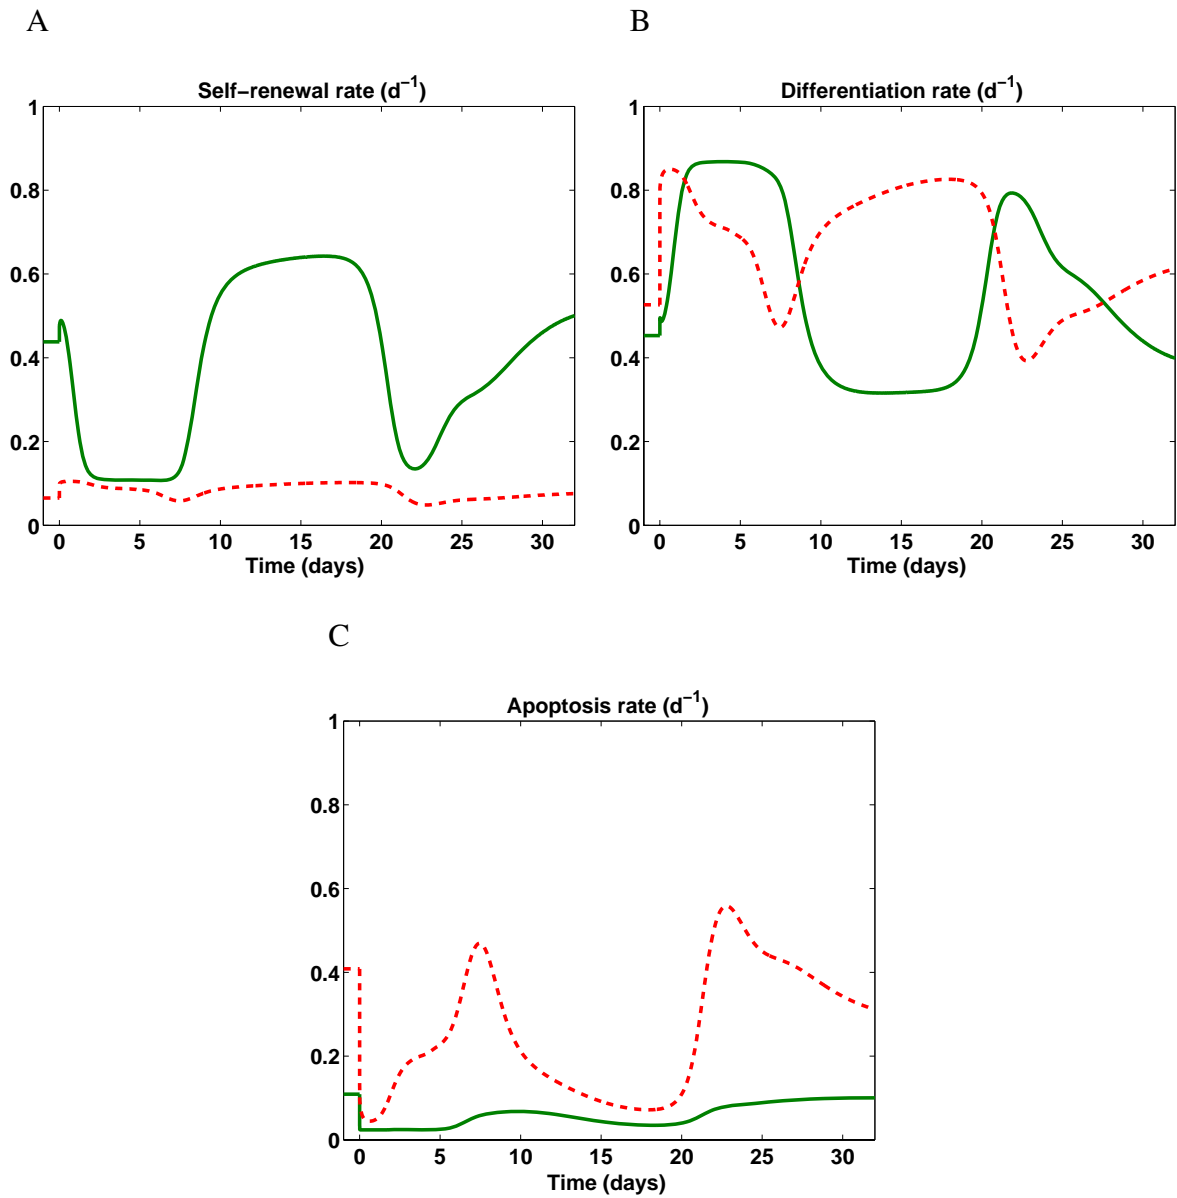 A
B
Self−renewal rate (d−1)
1
0.8
0.6
0.4
0.2
0
0 5 10 15 20 25 30
Time (days)
Differentiation rate (d−1)
1
0.8
0.6
0.4
0.2
0
0 5 10 15 20 25 30
Time (days)
C
Apoptosis rate (d−1)
1
0.8
0.6
0.4
0.2
0
0 5 10 15 20 25 30
Time (days)